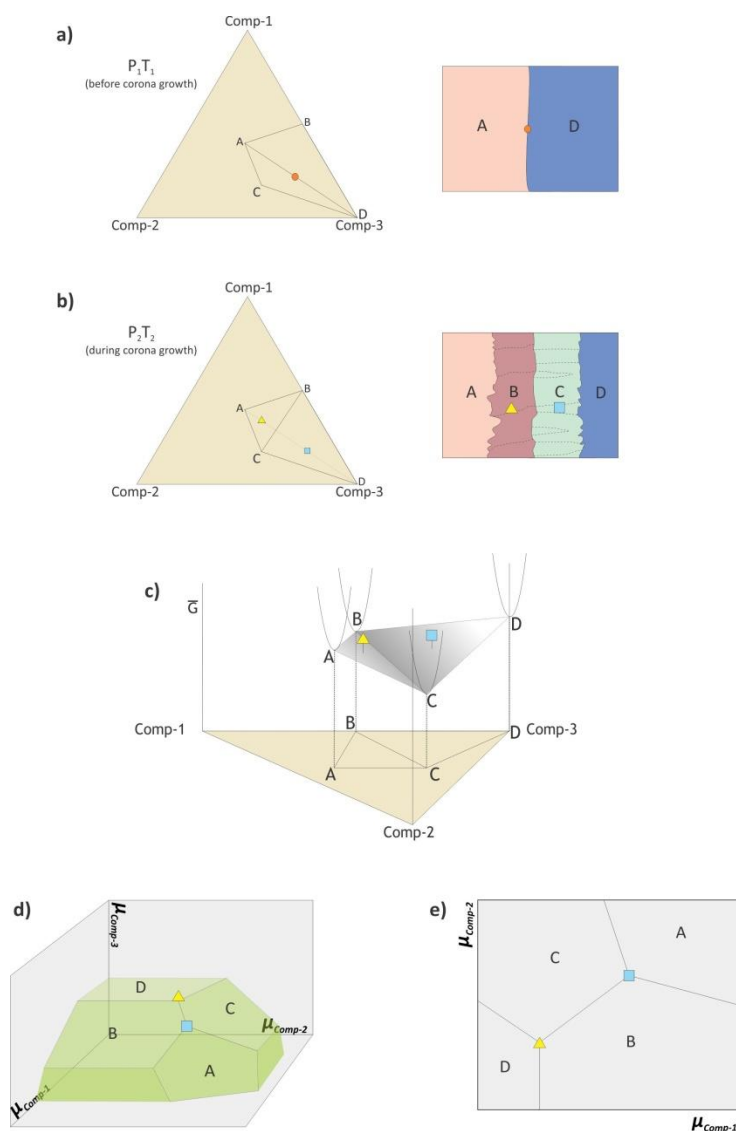 a)
Comp-1
P₁T₁
(before corona growth)
B
A
C
D
Comp-2
Comp-3
A
D
b)
Comp-1
P₂T₂
(during corona growth)
B
A
C
D
Comp-2
Comp-3
A
B
C
D
c)
G̅
B
A
D
C
Comp-1
B
D
Comp-3
A
C
Comp-2
d)
μComp-3
D
C
B
μComp-2
A
μComp-1
e)
μComp-2
A
C
B
D
μComp-1